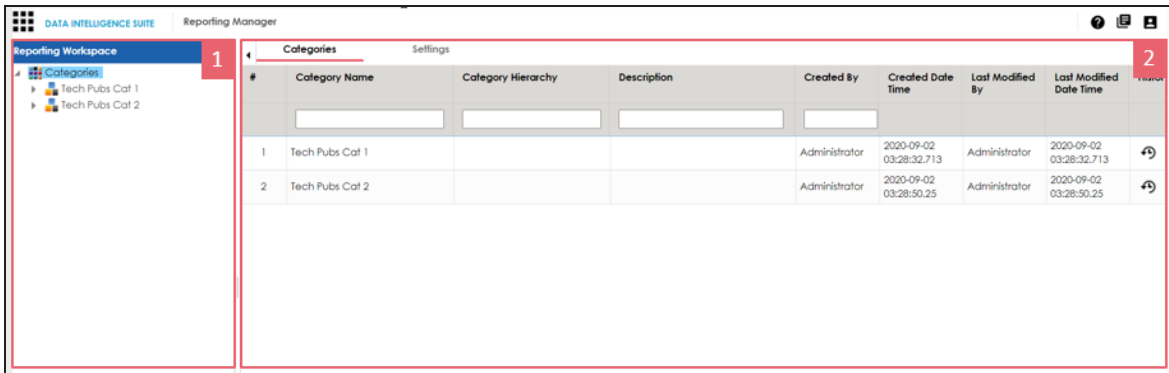 DATA INTELLIGENCE SUITE Reporting Manager
Reporting Workspace 1
Categories
Tech Pubs Cat 1
Tech Pubs Cat 2
Categories Settings 2
# Category Name Category Hierarchy Description Created By Created Date Time Last Modified By Last Modified Date Time
1 Tech Pubs Cat 1 Administrator 2020-09-02 03:28:32.713 Administrator 2020-09-02 03:28:32.713
2 Tech Pubs Cat 2 Administrator 2020-09-02 03:28:50.25 Administrator 2020-09-02 03:28:50.25